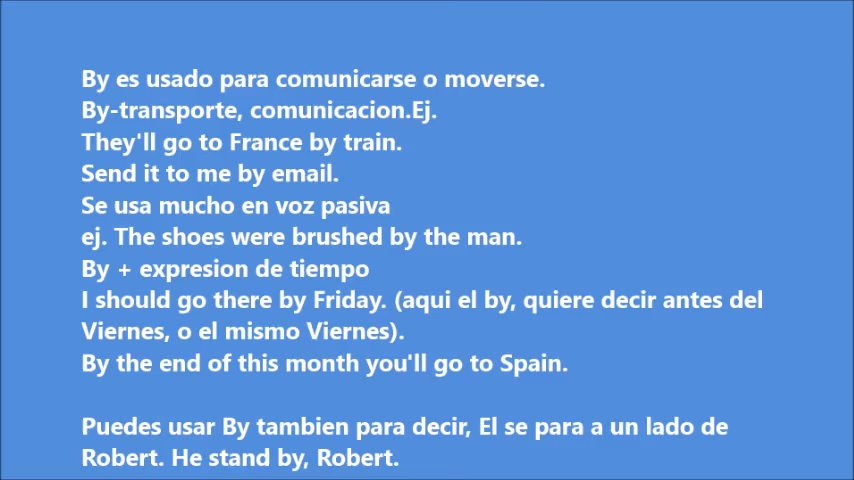 By es usado para comunicarse o moverse.
By-transporte, comunicacion.Ej.
They'll go to France by train.
Send it to me by email.
Se usa mucho en voz pasiva
ej. The shoes were brushed by the man.
By + expresion de tiempo
I should go there by Friday. (aqui el by, quiere decir antes del
Viernes, o el mismo Viernes).
By the end of this month you'll go to Spain.
Puedes usar By tambien para decir, El se para a un lado de
Robert. He stand by, Robert.